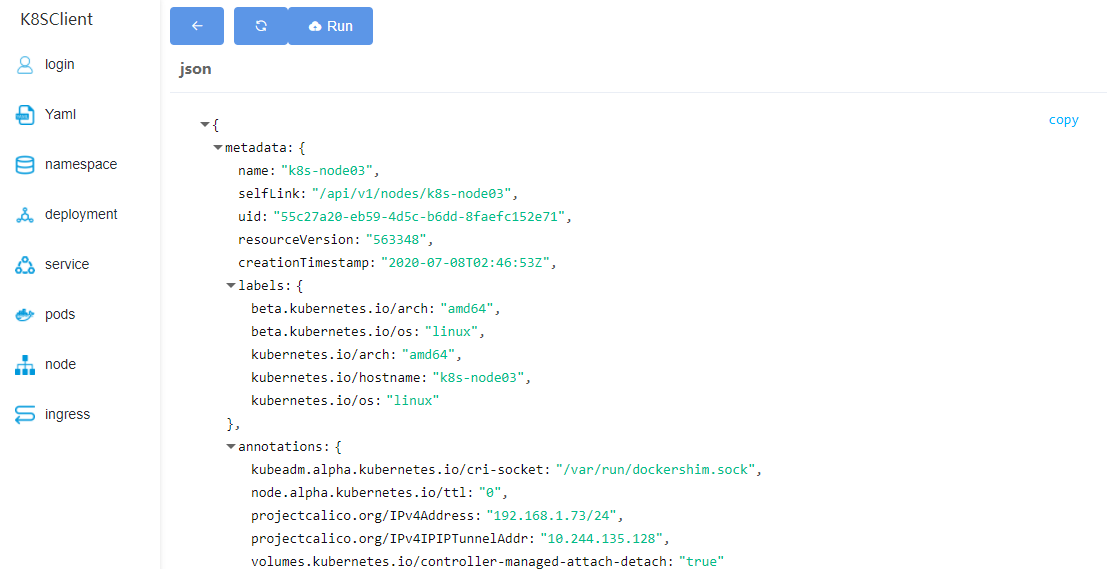 K8SClient
login
Yaml
namespace
deployment
service
pods
node
ingress
Run
json
copy
{
metadata: {
name: "k8s-node03",
selfLink: "/api/v1/nodes/k8s-node03",
uid: "55c27a20-eb59-4d5c-b6dd-8faefc152e71",
resourceVersion: "563348",
creationTimestamp: "2020-07-08T02:46:53Z",
labels: {
beta.kubernetes.io/arch: "amd64",
beta.kubernetes.io/os: "linux",
kubernetes.io/arch: "amd64",
kubernetes.io/hostname: "k8s-node03",
kubernetes.io/os: "linux"
},
annotations: {
kubeadm.alpha.kubernetes.io/cri-socket: "/var/run/dockershim.sock",
node.alpha.kubernetes.io/ttl: "0",
projectcalico.org/IPv4Address: "192.168.1.73/24",
projectcalico.org/IPv4IPIPTunnelAddr: "10.244.135.128",
volumes.kubernetes.io/controller-managed-attach-detach: "true"